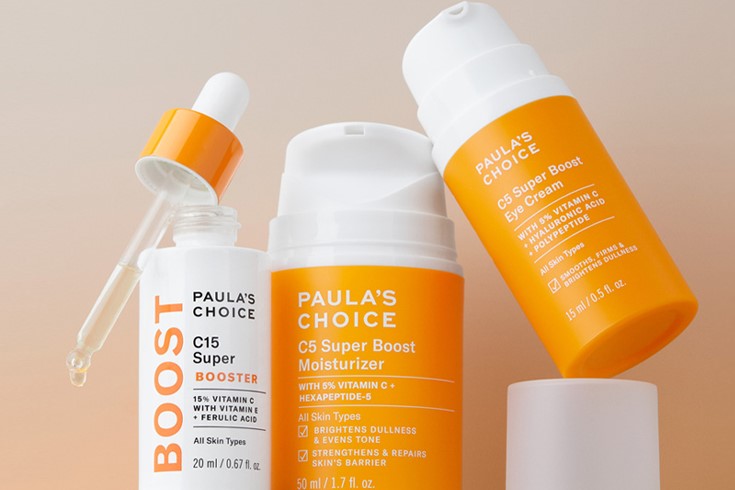 BOOST
PAULA'S
CHOICE
C15
Super
BOOSTER
15% VITAMIN C
WITH VITAMIN E
+ FERULIC ACID
All Skin Types
20 ml / 0.67 fl. oz.
PAULA'S
CHOICE
C5 Super Boost
Moisturizer
WITH 5% VITAMIN C +
HEXAPEPTIDE-5
All Skin Types
BRIGHTENS DULLNESS
& EVENS TONE
STRENGTHENS & REPAIRS
SKIN'S BARRIER
50 ml / 1.7 fl. oz.
PAULA'S
CHOICE
C5 Super Boost
Eye Cream
WITH 5% VITAMIN C
+ HYALURONIC ACID
+ POLYPEPTIDE
All Skin Types
SMOOTHS, FIRMS &
BRIGHTENS DULLNESS
15 ml / 0.5 fl. oz.